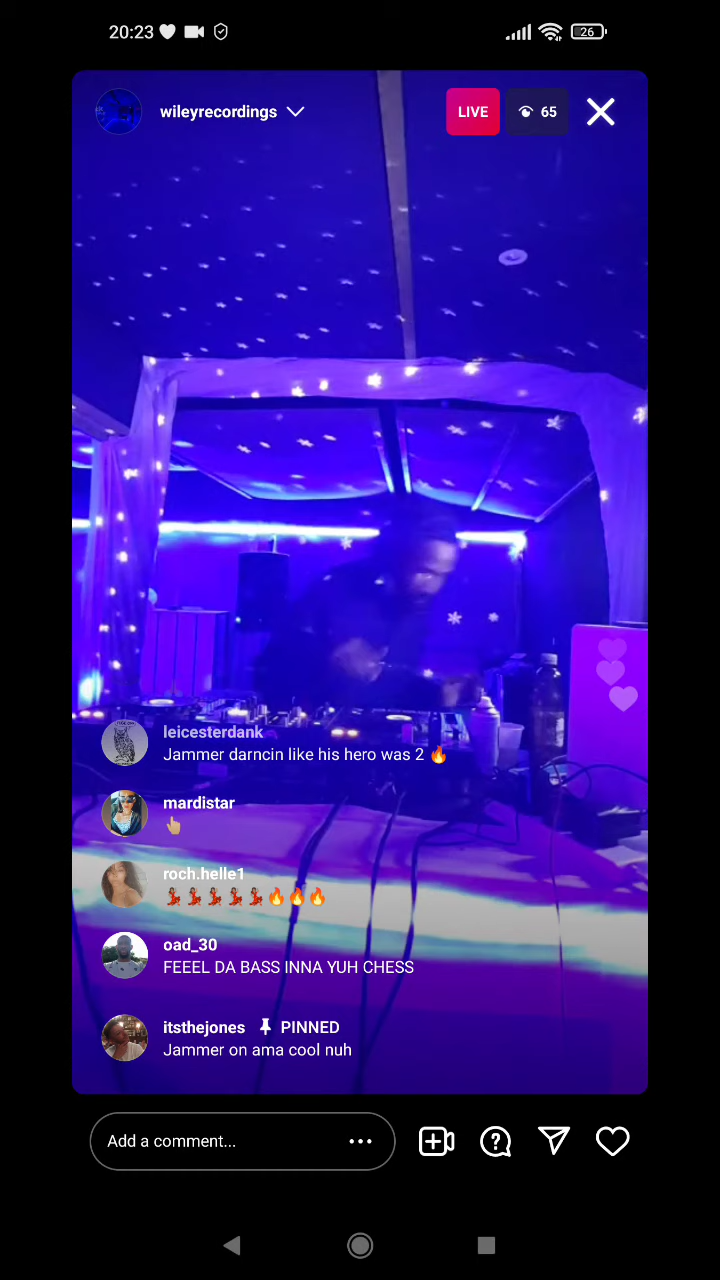 20:23
26
wileyrecordings
LIVE
65
leicesterdank
Jammer darncin like his hero was 2 🔥
mardistar
👆
roch.helle1
💃💃💃💃💃🔥🔥🔥
oad_30
FEEEL DA BASS INNA YUH CHESS
itsthejones PINNED
Jammer on ama cool nuh
Add a comment...